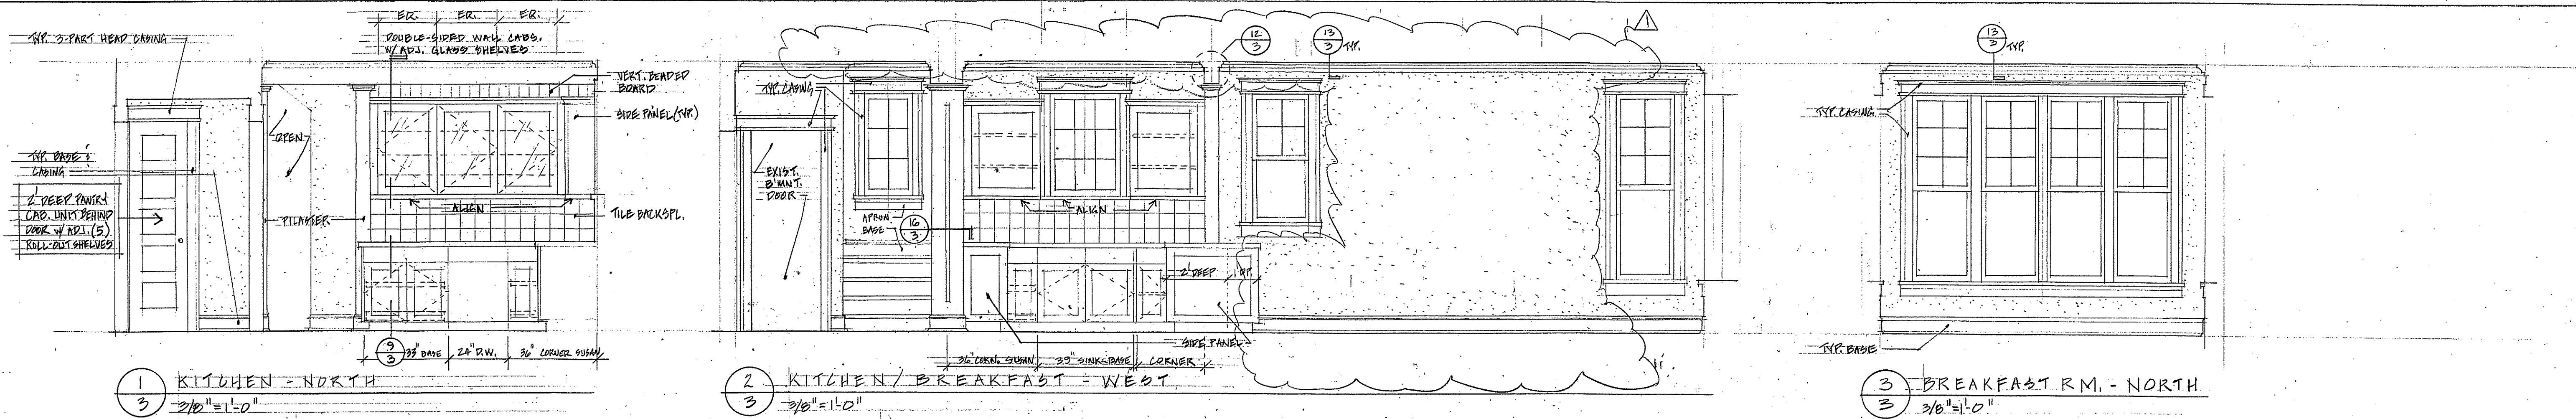 EQ. EQ. EQ.
TYP. 3-PART HEAD CASING
DOUBLE-SIDED WALL CABS.
W/ADJ. GLASS SHELVES
VERT. BEADED
BOARD
SIDE PANEL (TYP.)
OPEN
TYP. BASE &
CASING
2' DEEP PANTRY
CAB. UNIT BEHIND
DOOR W/ ADJ. (5)
ROLL-OUT SHELVES
PILASTER
ALIGN
TILE BACKSPL.
9
3
33" BASE
24" D.W.
36" CORNER SUSAN
1
3
KITCHEN - NORTH
3/8"=1'-0"
1
12
3
13
3
TYP.
TYP. CASING
EXIST.
B'MNT.
DOOR
APRON
BASE
16
3
ALIGN
2' DEEP
SIDE PANEL
36" CORN. SUSAN
39" SINK BASE
CORNER
2
3
KITCHEN/BREAKFAST - WEST
3/8"=1'-0"
13
3
TYP.
TYP. CASING
TYP. BASE
3
3
BREAKFAST RM. - NORTH
3/8"=1'-0"